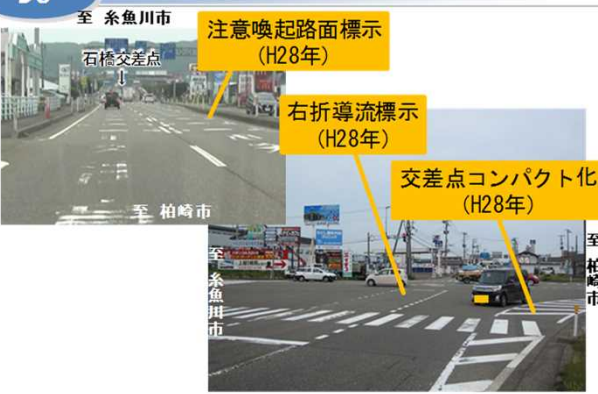 至 糸魚川市
石橋交差点
注意喚起路面標示
(H28年)
至 柏崎市
右折導流標示
(H28年)
交差点コンパクト化
(H28年)
至 糸魚川市
至 柏崎市